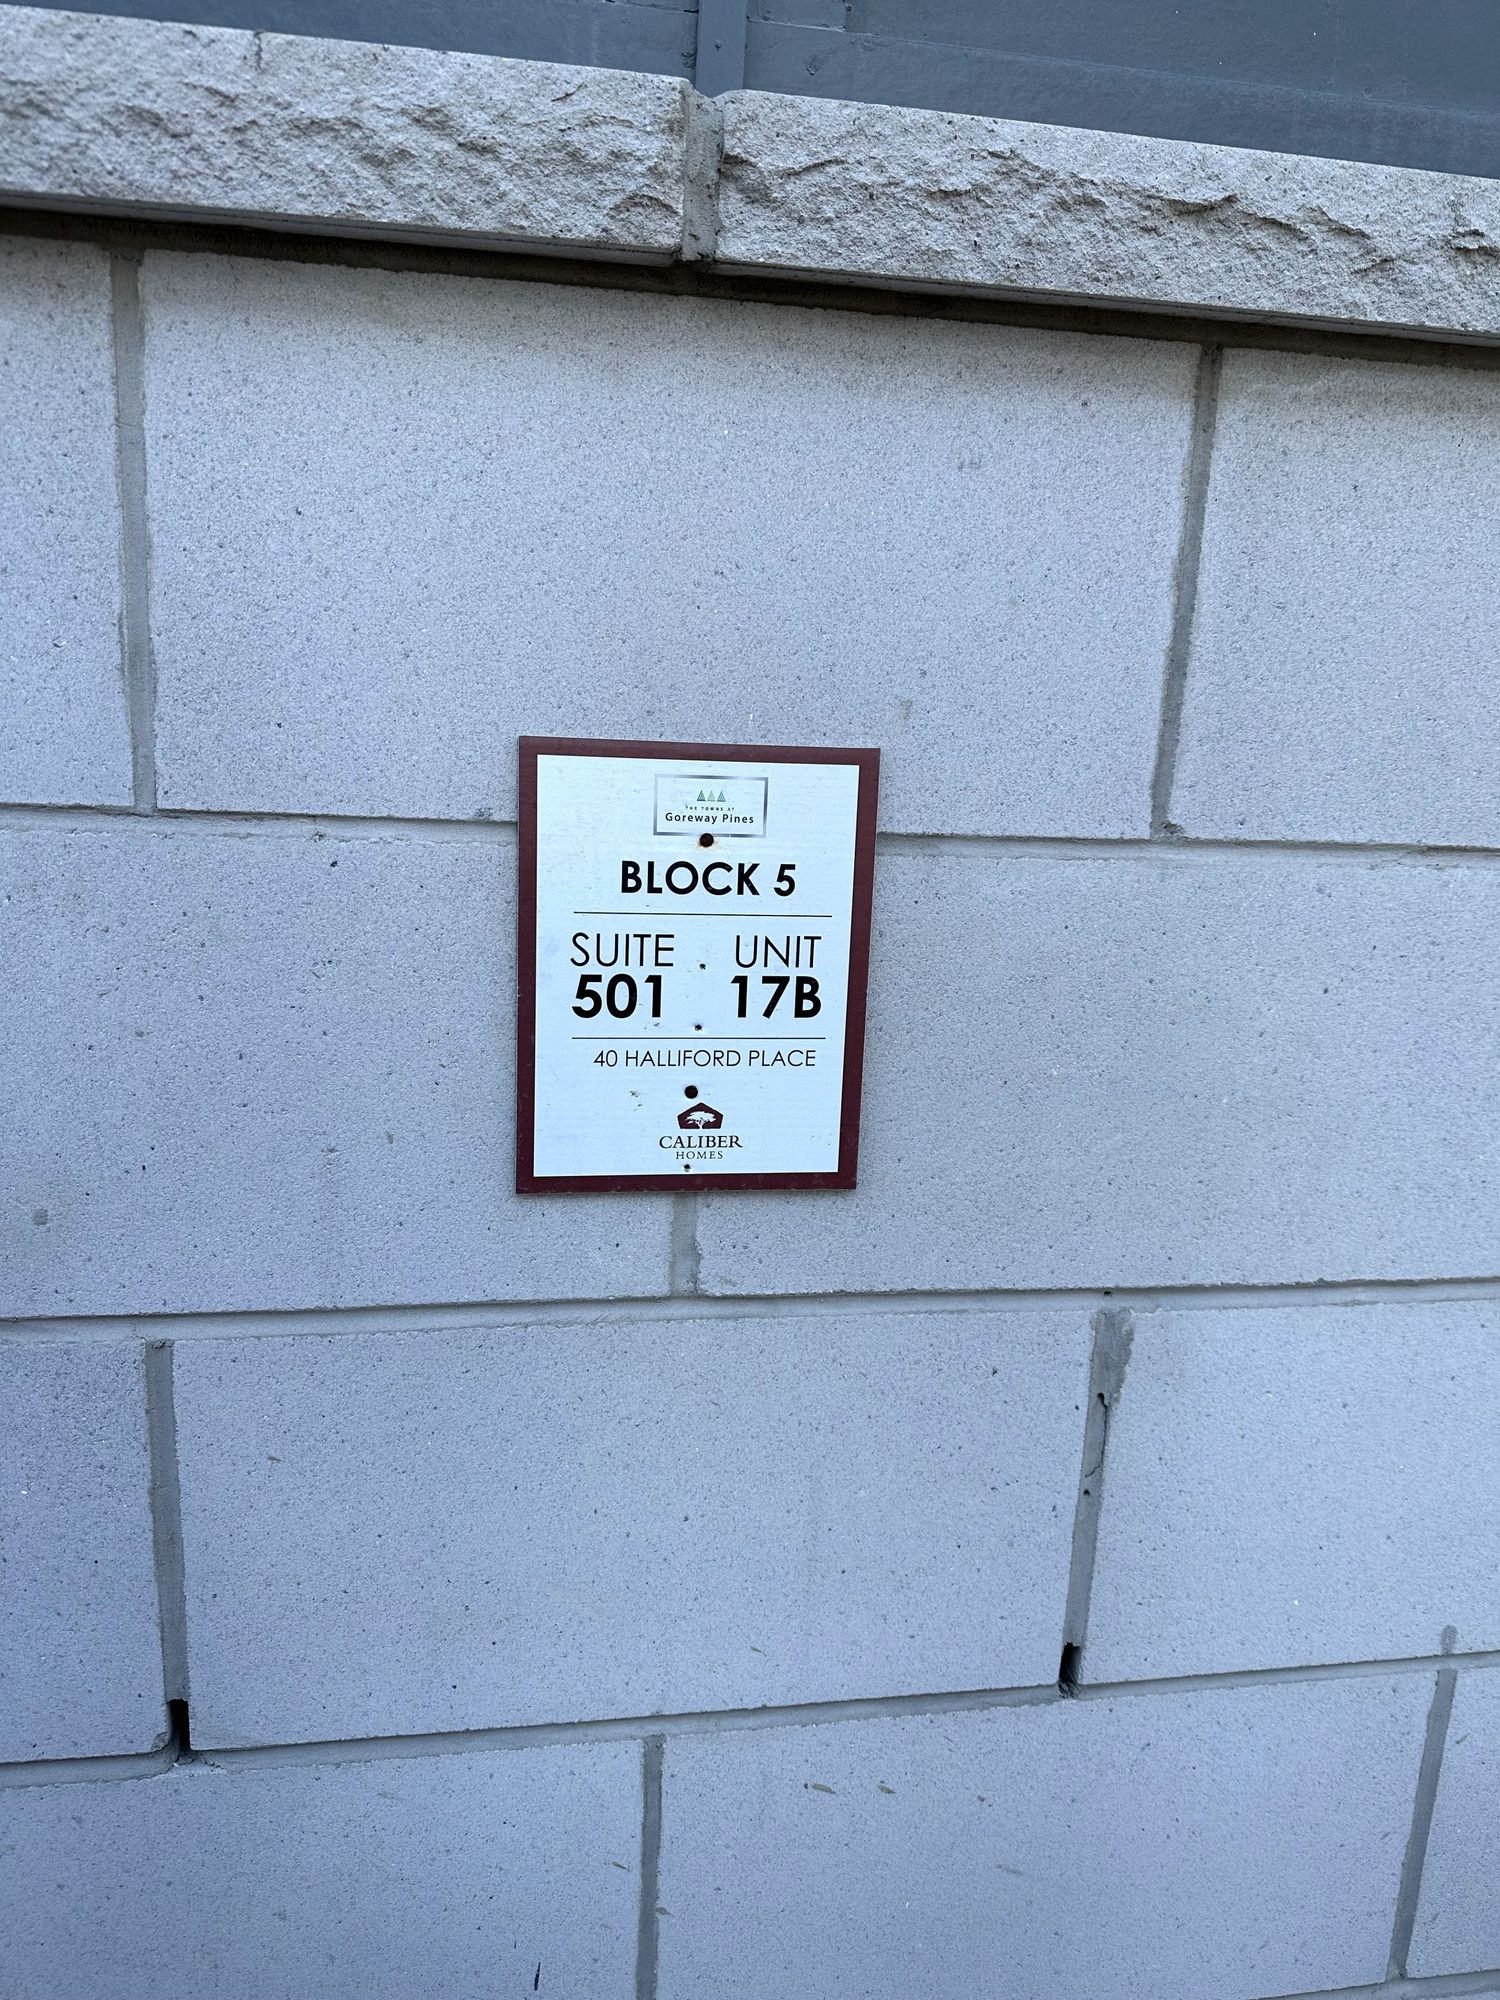 THE TOWNS AT
Goreway Pines
BLOCK 5
SUITE UNIT
501 17B
40 HALLIFORD PLACE
CALIBER
HOMES